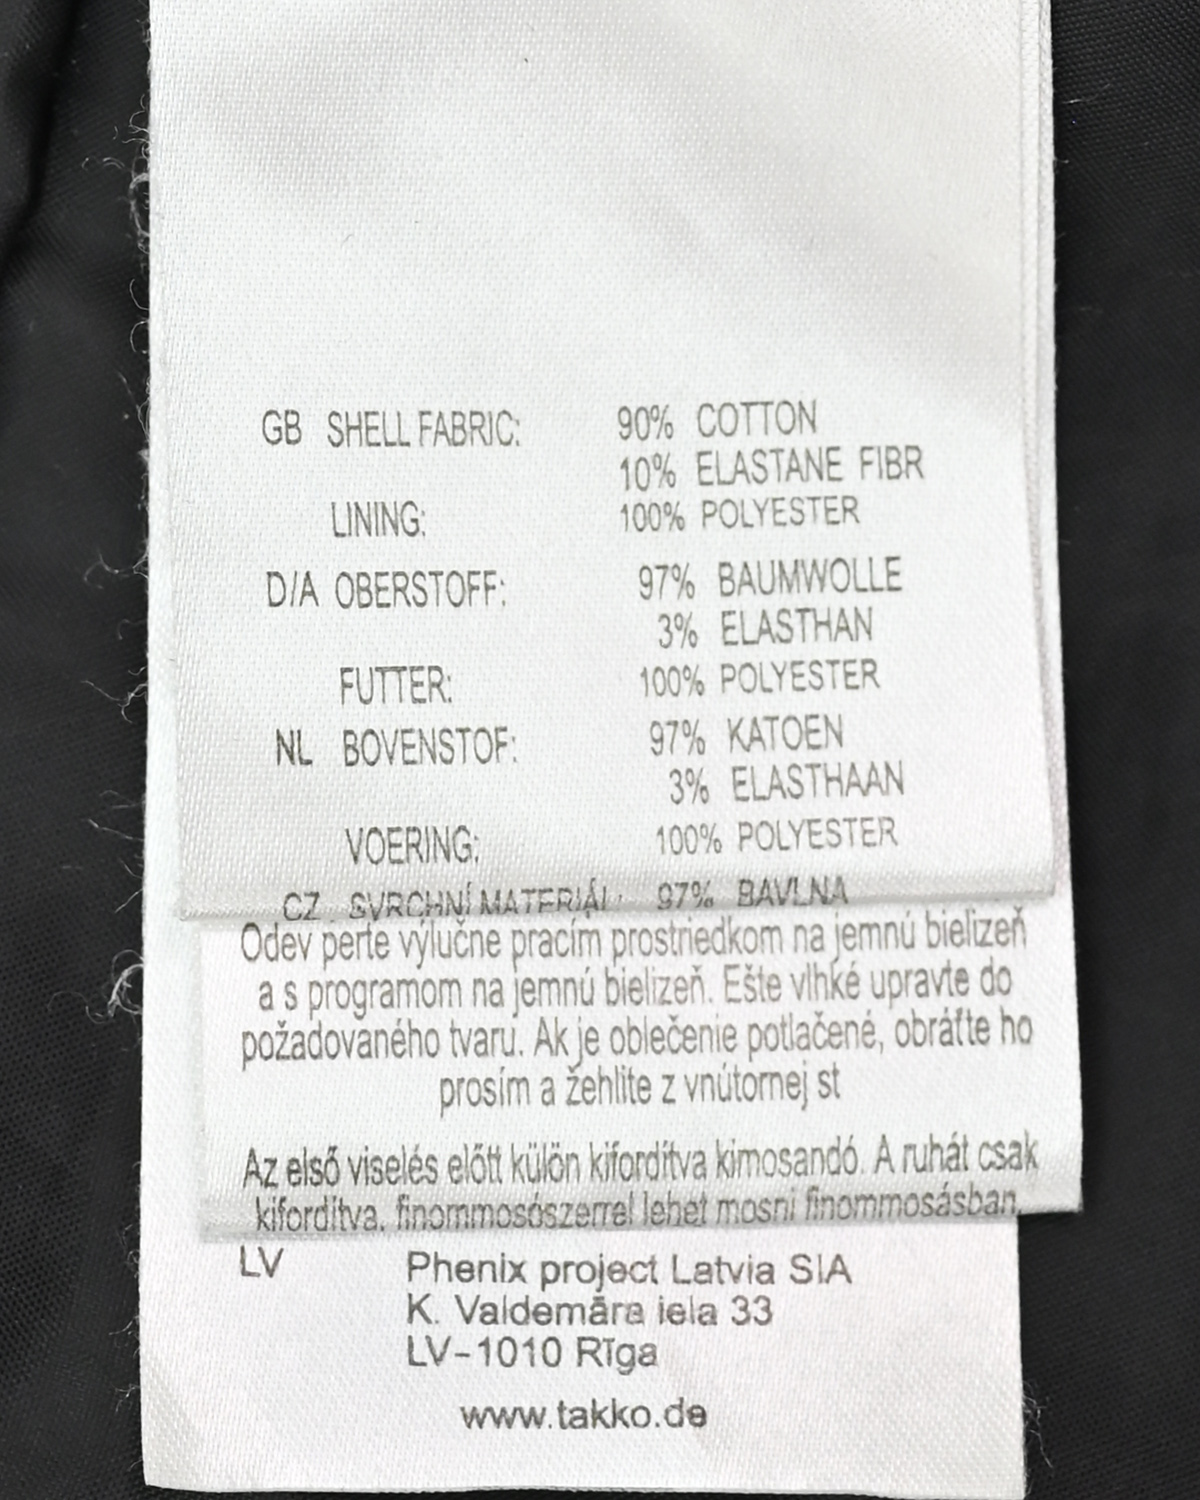 GB SHELL FABRIC: 90% COTTON
10% ELASTANE FIBR
LINING: 100% POLYESTER
D/A OBERSTOFF: 97% BAUMWOLLE
3% ELASTHAN
FUTTER: 100% POLYESTER
NL BOVENSTOF: 97% KATOEN
3% ELASTHAAN
VOERING: 100% POLYESTER
CZ SVRCHNÍ MATERIÁL: 97% BAVLNA
Odev perte výlučne pracím prostriedkom na jemnú bielizeň
a s programom na jemnú bielizeň. Ešte vlhké upravte do
požadovaného tvaru. Ak je oblečenie potlačené, obráťte ho
prosím a žehlite z vnútornej st
Az első viselés előtt külön kifordítva kimosandó. A ruhát csak
kifordítva, finommosószerrel lehet mosni finommosásban.
LV Phenix project Latvia SIA
K. Valdemāra iela 33
LV-1010 Rīga
www.takko.de